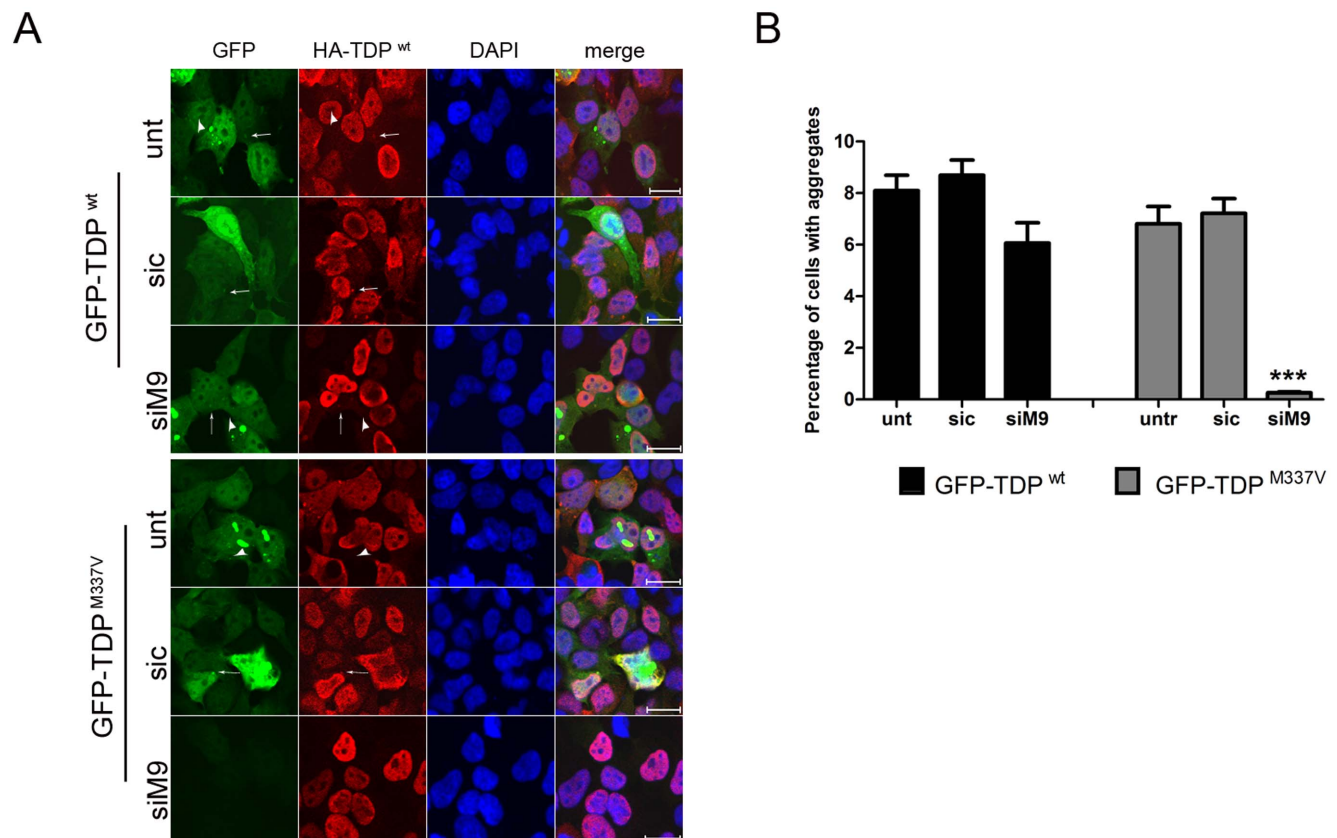 A
GFP HA-TDP wt DAPI merge
GFP-TDP wt
unt
sic
siM9
GFP-TDP M337V
unt
sic
siM9
B
Percentage of cells with aggregates
10
8
6
4
2
0
***
unt sic siM9 untr sic siM9
GFP-TDP wt GFP-TDP M337V